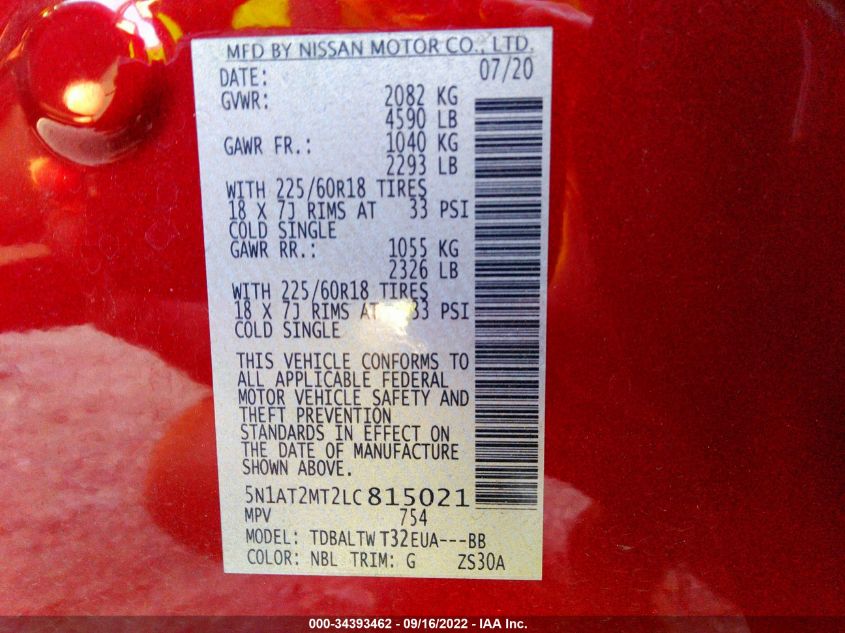 MFD BY NISSAN MOTOR CO., LTD.
DATE: 07/20
GVWR: 2082 KG
4590 LB
GAWR FR.: 1040 KG
2293 LB
WITH 225/60R18 TIRES
18 X 7J RIMS AT 33 PSI
COLD SINGLE
GAWR RR.: 1055 KG
2326 LB
WITH 225/60R18 TIRES
18 X 7J RIMS AT 33 PSI
COLD SINGLE
THIS VEHICLE CONFORMS TO
ALL APPLICABLE FEDERAL
MOTOR VEHICLE SAFETY AND
THEFT PREVENTION
STANDARDS IN EFFECT ON
THE DATE OF MANUFACTURE
SHOWN ABOVE.
5N1AT2MT2LC815021
MPV 754
MODEL: TDBALTW T32EUA---BB
COLOR: NBL TRIM: G ZS30A
000-34393462 - 09/16/2022 - IAA Inc.